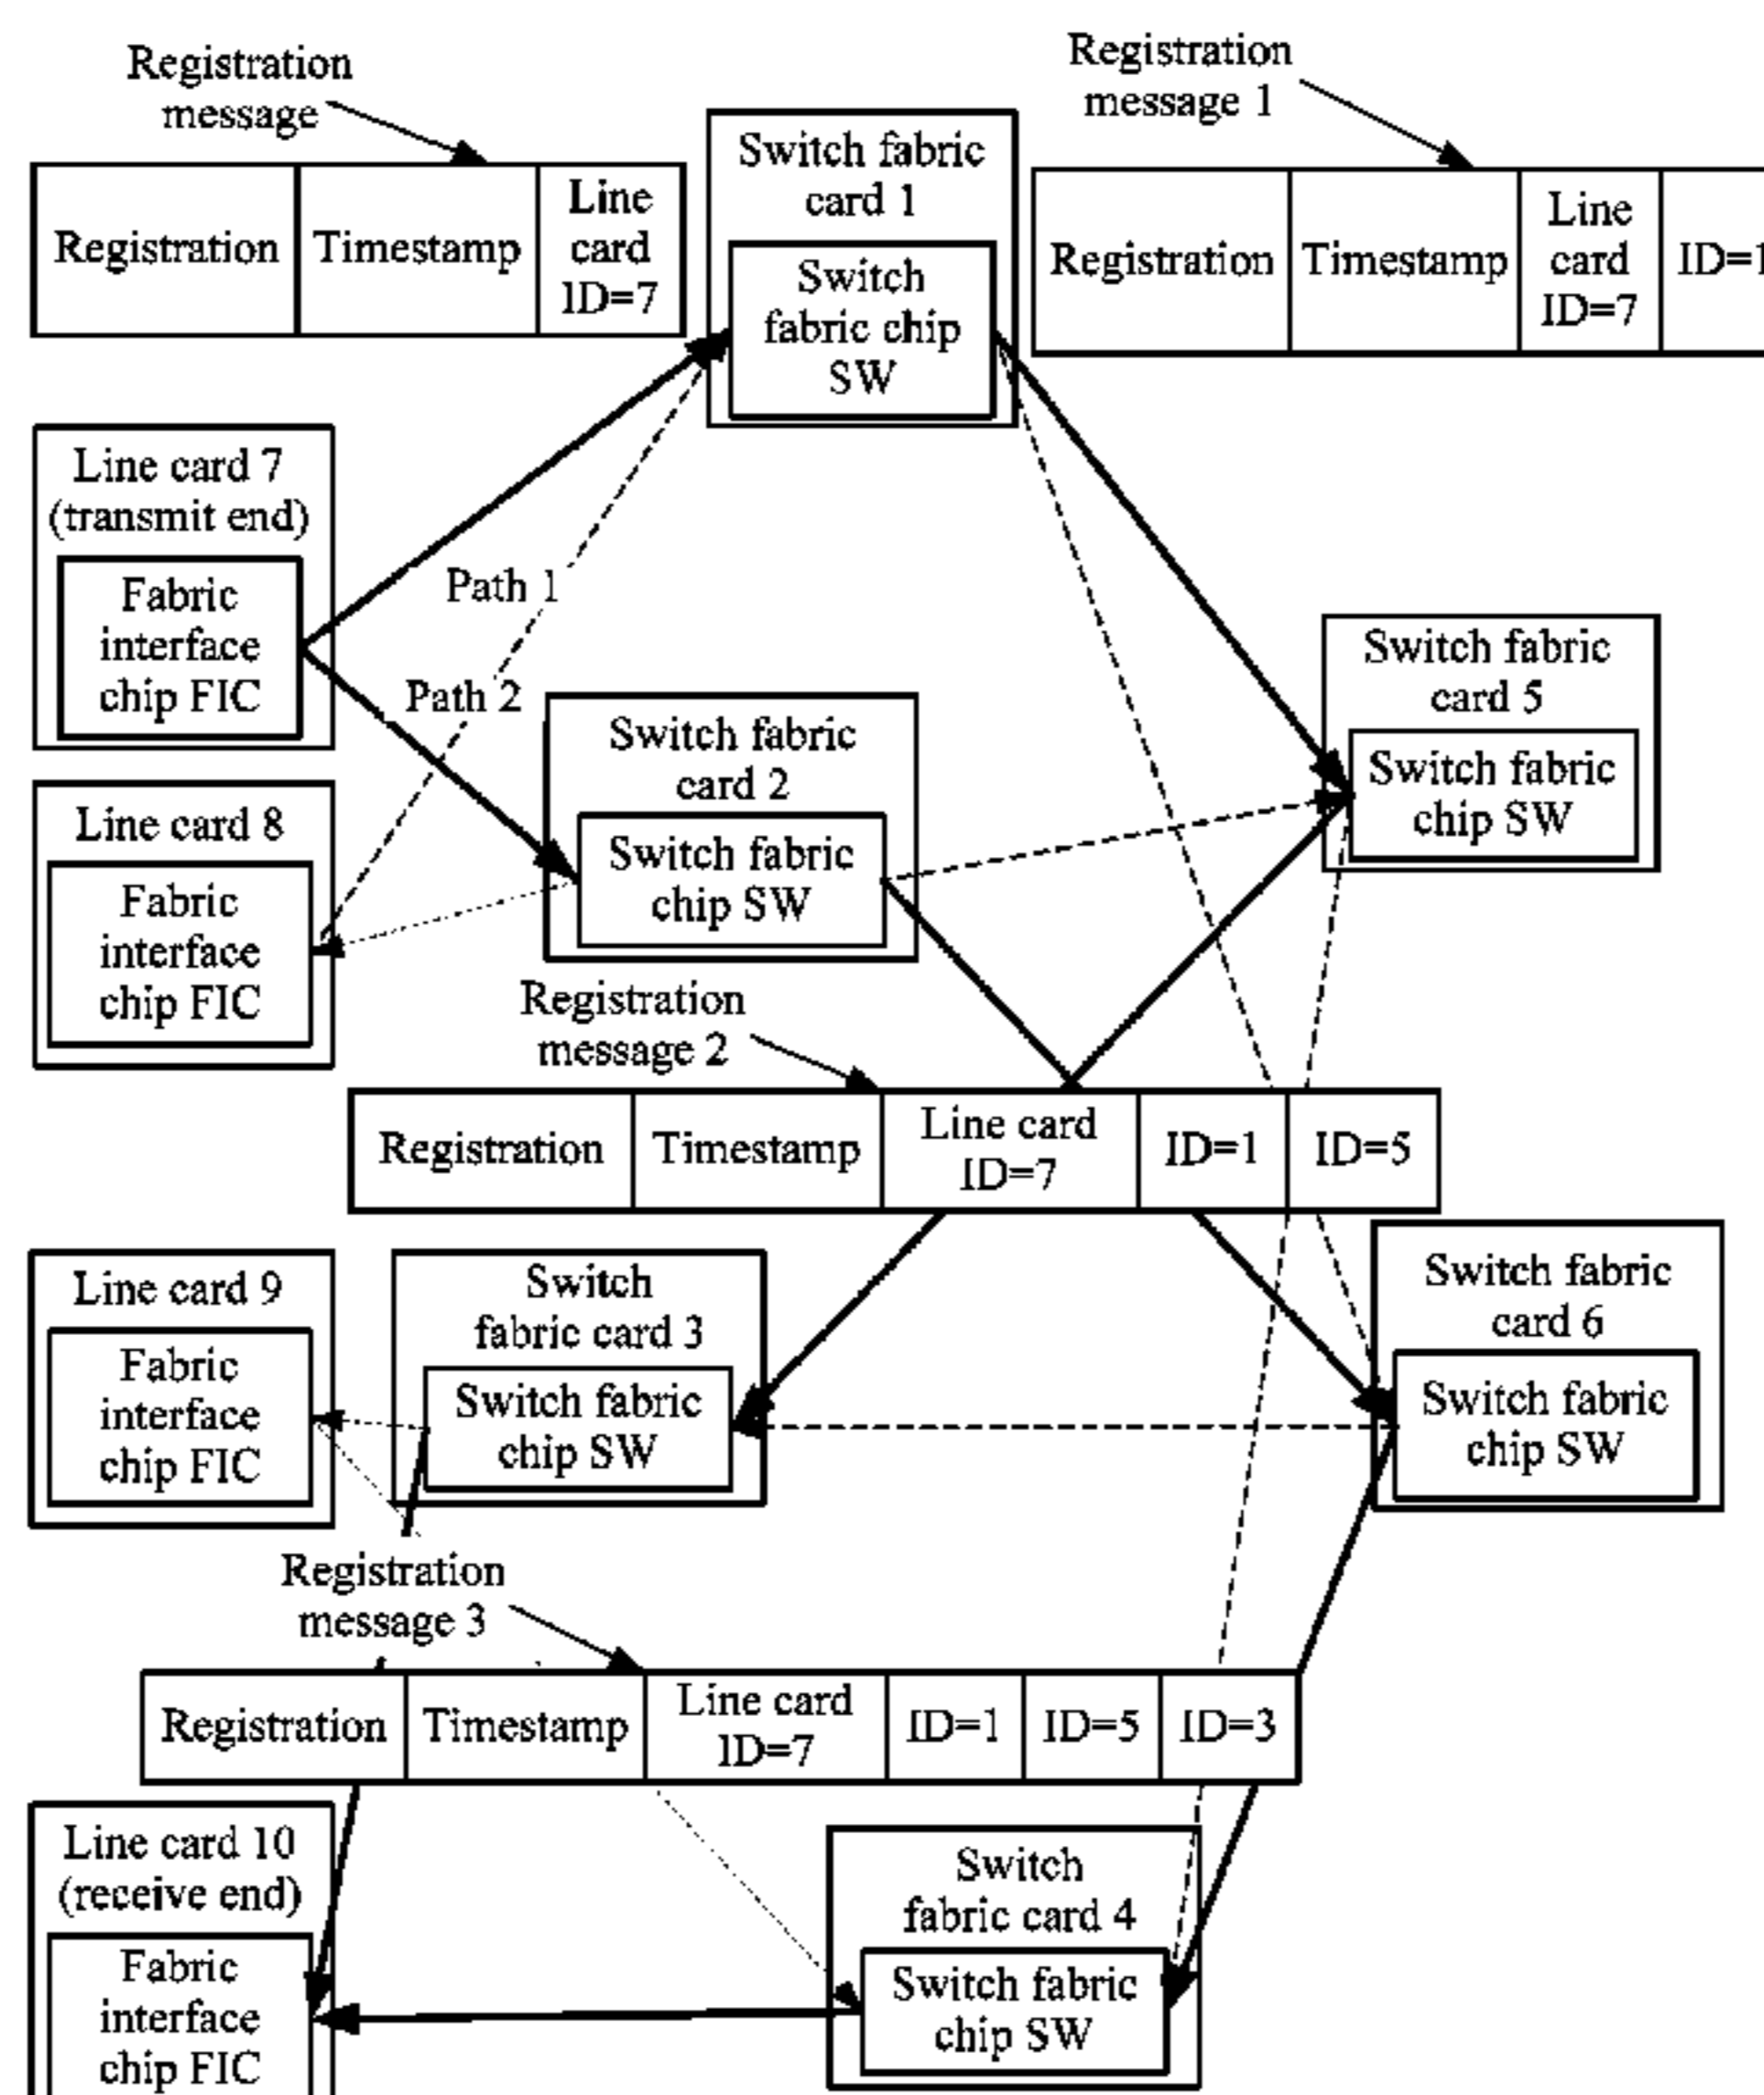 Registration
message
Registration
message 1
Registration
Timestamp
Line
card
ID=7
Switch fabric
card 1
Switch
fabric chip
SW
Registration
Timestamp
Line
card
ID=7
ID=1
Line card 7
(transmit end)
Fabric
interface
chip FIC
Path 1
Path 2
Switch fabric
card 2
Switch fabric
chip SW
Switch fabric
card 5
Switch fabric
chip SW
Line card 8
Fabric
interface
chip FIC
Registration
message 2
Registration
Timestamp
Line card
ID=7
ID=1
ID=5
Line card 9
Fabric
interface
chip FIC
Switch
fabric card 3
Switch fabric
chip SW
Switch fabric
card 6
Switch fabric
chip SW
Registration
message 3
Registration
Timestamp
Line card
ID=7
ID=1
ID=5
ID=3
Line card 10
(receive end)
Fabric
interface
chip FIC
Switch
fabric card 4
Switch fabric
chip SW